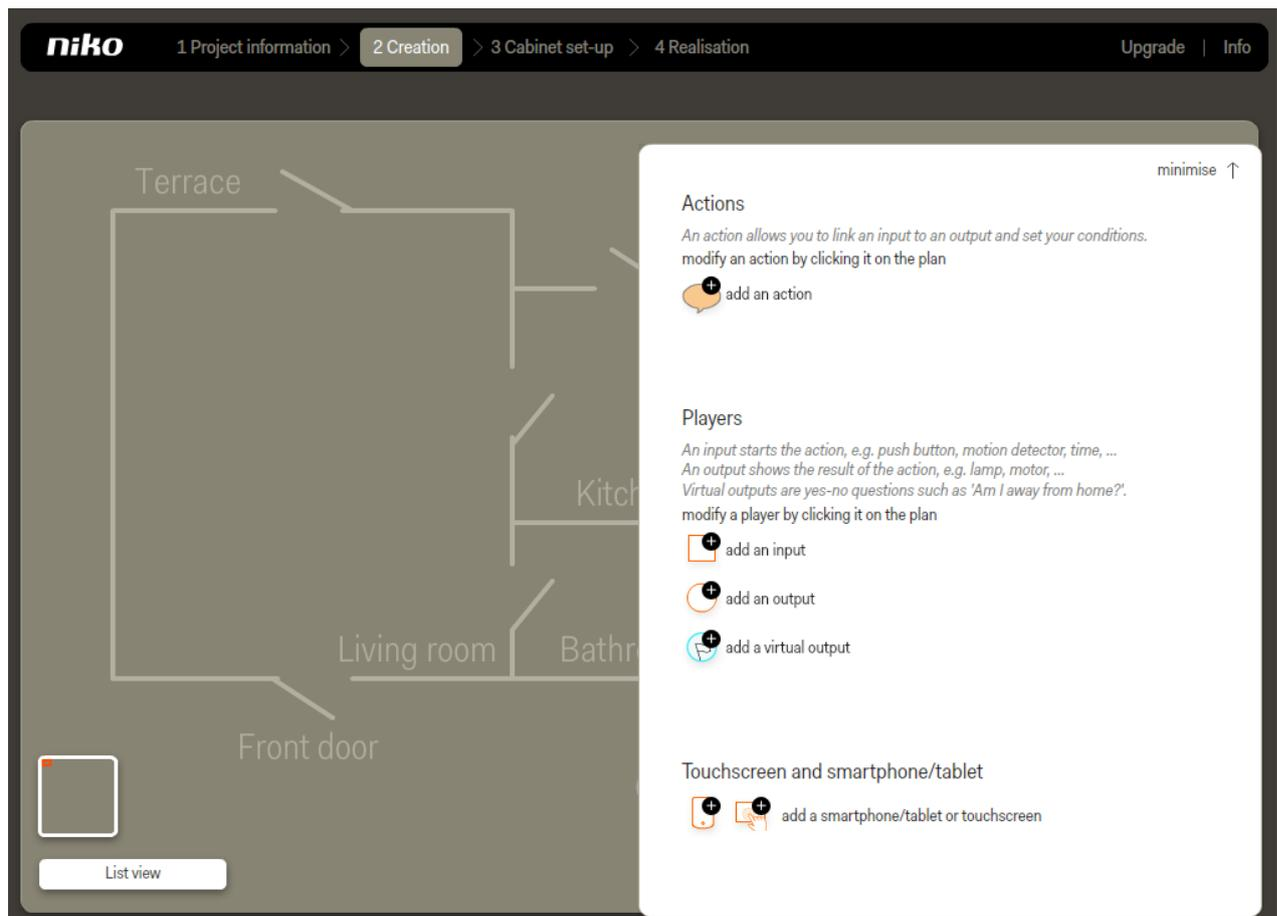 niko 1 Project information 2 Creation 3 Cabinet set-up 4 Realisation Upgrade | Info
minimise ↑
Terrace
Kitch
Living room Bathr
Front door
List view
Actions
An action allows you to link an input to an output and set your conditions.
modify an action by clicking it on the plan
add an action
Players
An input starts the action, e.g. push button, motion detector, time, ...
An output shows the result of the action, e.g. lamp, motor, ...
Virtual outputs are yes-no questions such as 'Am I away from home?'.
modify a player by clicking it on the plan
add an input
add an output
add a virtual output
Touchscreen and smartphone/tablet
add a smartphone/tablet or touchscreen